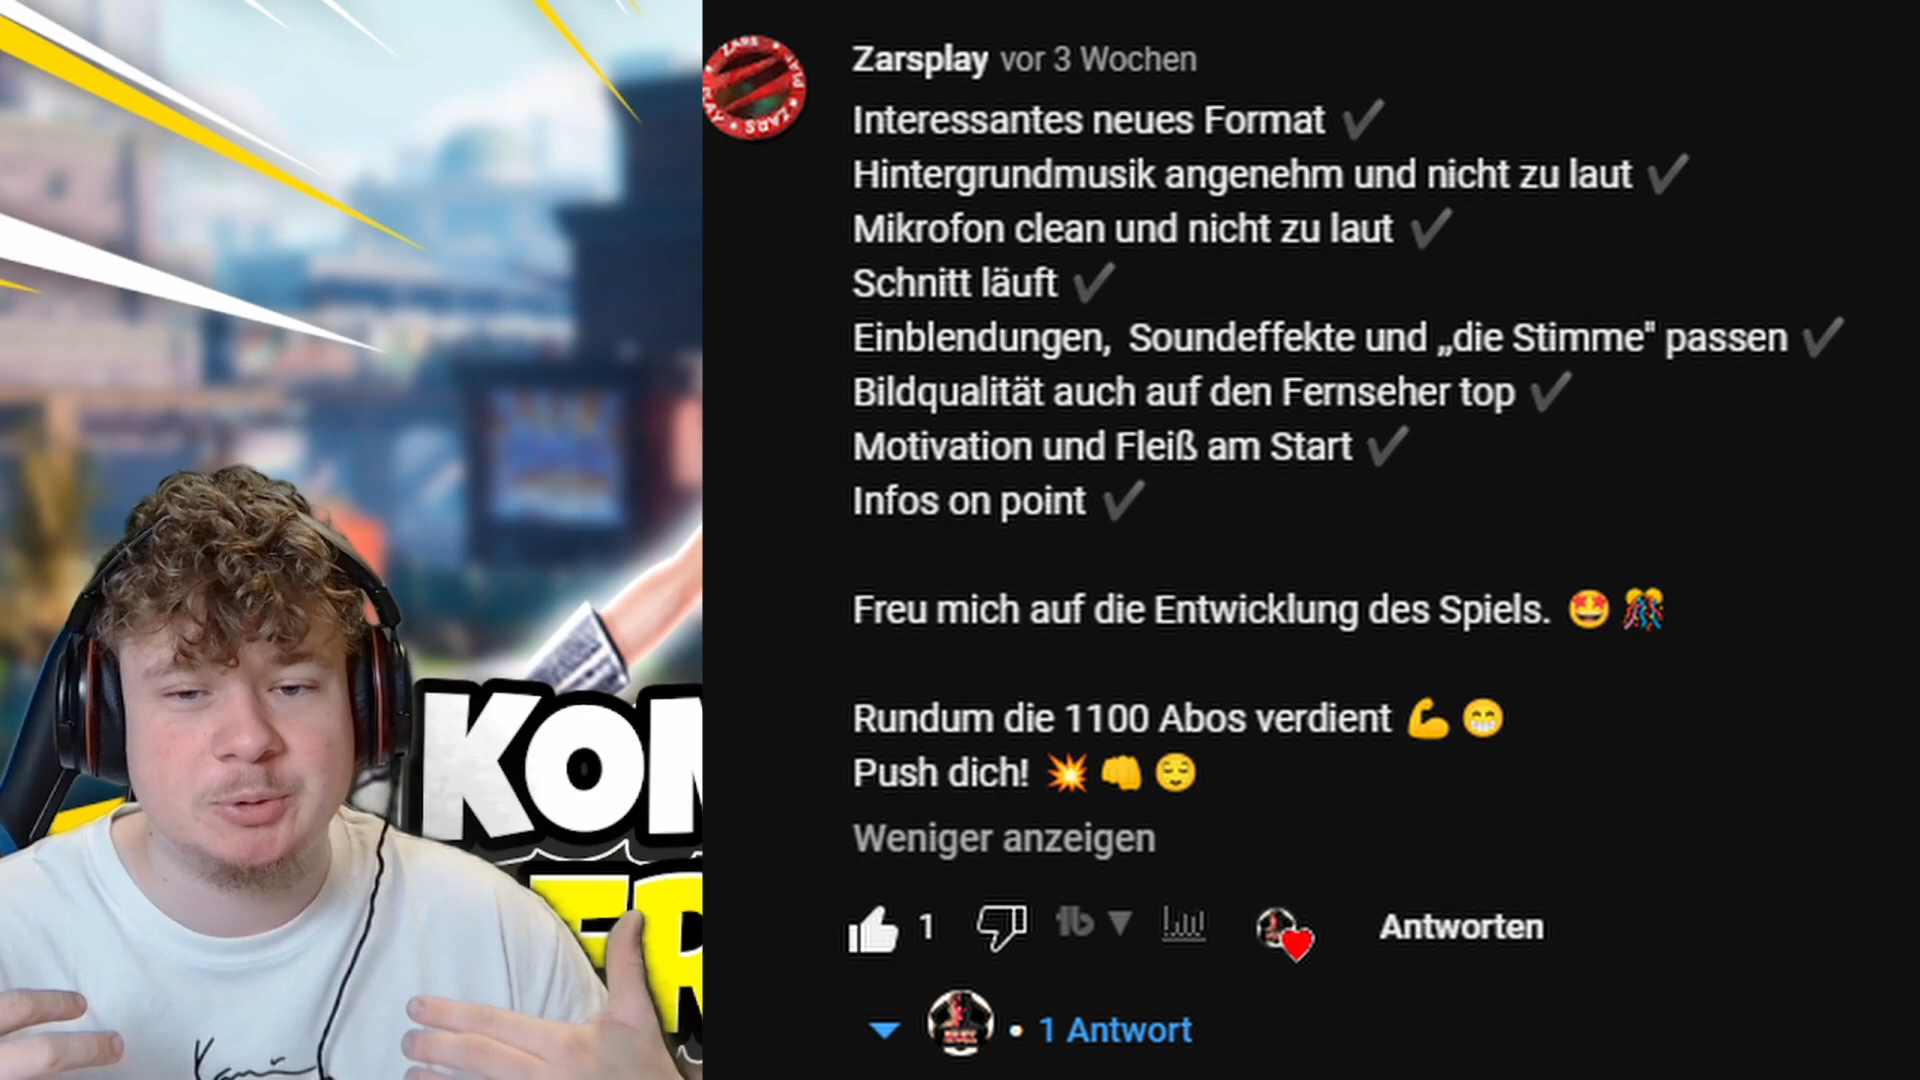 Zarsplay vor 3 Wochen
Interessantes neues Format ✔
Hintergrundmusik angenehm und nicht zu laut ✔
Mikrofon clean und nicht zu laut ✔
Schnitt läuft ✔
Einblendungen, Soundeffekte und „die Stimme" passen ✔
Bildqualität auch auf den Fernseher top ✔
Motivation und Fleiß am Start ✔
Infos on point ✔
Freu mich auf die Entwicklung des Spiels. 🤩 🎊
Rundum die 1100 Abos verdient 💪 😁
Push dich! 💥 👊 😌
Weniger anzeigen
1 Antworten
• 1 Antwort
KOM